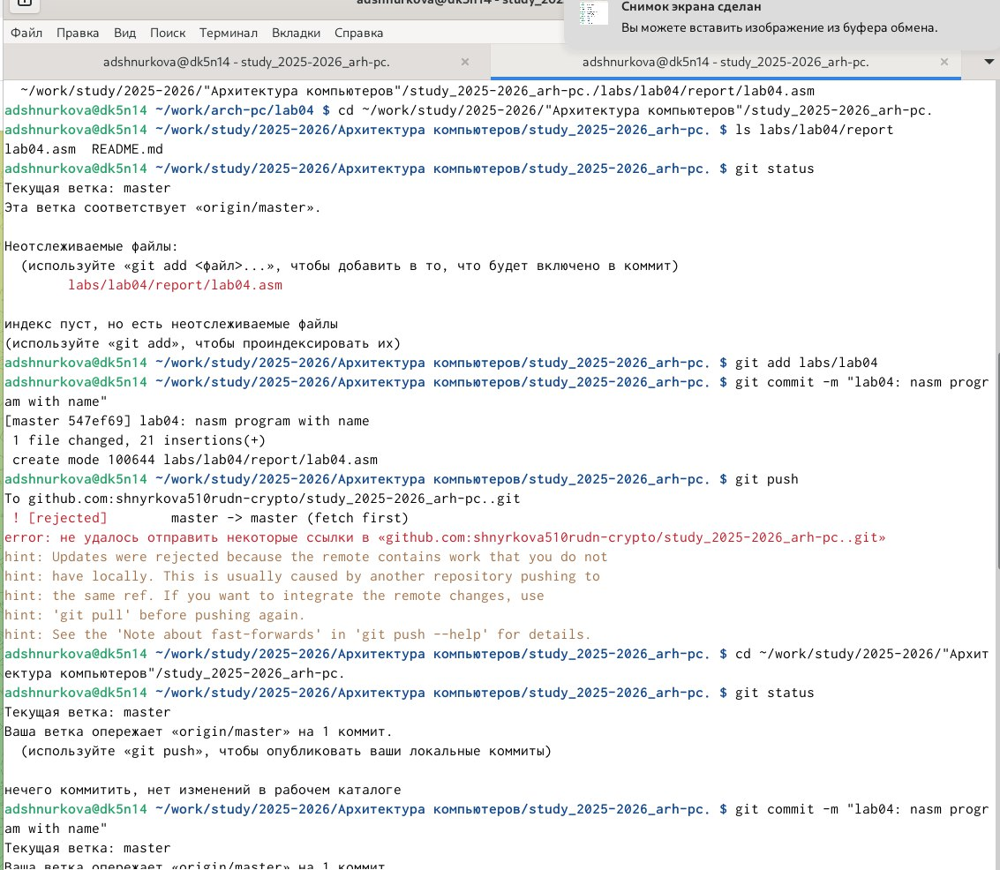 adshnurkova@dk5n14 - study_202
Снимок экрана сделан
Вы можете вставить изображение из буфера обмена.
Файл Правка Вид Поиск Терминал Вкладки Справка
adshnurkova@dk5n14 - study_2025-2026_arh-pc. × adshnurkova@dk5n14 - study_2025-2026_arh-pc. ×
~/work/study/2025-2026/"Архитектура компьютеров"/study_2025-2026_arh-pc./labs/lab04/report/lab04.asm
adshnurkova@dk5n14 ~/work/arch-pc/lab04 $ cd ~/work/study/2025-2026/"Архитектура компьютеров"/study_2025-2026_arh-pc.
adshnurkova@dk5n14 ~/work/study/2025-2026/Архитектура компьютеров/study_2025-2026_arh-pc. $ ls labs/lab04/report
lab04.asm  README.md
adshnurkova@dk5n14 ~/work/study/2025-2026/Архитектура компьютеров/study_2025-2026_arh-pc. $ git status
Текущая ветка: master
Эта ветка соответствует «origin/master».
Неотслеживаемые файлы:
(используйте «git add <файл>...», чтобы добавить в то, что будет включено в коммит)
labs/lab04/report/lab04.asm
индекс пуст, но есть неотслеживаемые файлы
(используйте «git add», чтобы проиндексировать их)
adshnurkova@dk5n14 ~/work/study/2025-2026/Архитектура компьютеров/study_2025-2026_arh-pc. $ git add labs/lab04
adshnurkova@dk5n14 ~/work/study/2025-2026/Архитектура компьютеров/study_2025-2026_arh-pc. $ git commit -m "lab04: nasm progr
am with name"
[master 547ef69] lab04: nasm program with name
1 file changed, 21 insertions(+)
create mode 100644 labs/lab04/report/lab04.asm
adshnurkova@dk5n14 ~/work/study/2025-2026/Архитектура компьютеров/study_2025-2026_arh-pc. $ git push
To github.com:shnyrkova510rudn-crypto/study_2025-2026_arh-pc..git
! [rejected]        master -> master (fetch first)
error: не удалось отправить некоторые ссылки в «github.com:shnyrkova510rudn-crypto/study_2025-2026_arh-pc..git»
hint: Updates were rejected because the remote contains work that you do not
hint: have locally. This is usually caused by another repository pushing to
hint: the same ref. If you want to integrate the remote changes, use
hint: 'git pull' before pushing again.
hint: See the 'Note about fast-forwards' in 'git push --help' for details.
adshnurkova@dk5n14 ~/work/study/2025-2026/Архитектура компьютеров/study_2025-2026_arh-pc. $ cd ~/work/study/2025-2026/"Архит
ектура компьютеров"/study_2025-2026_arh-pc.
adshnurkova@dk5n14 ~/work/study/2025-2026/Архитектура компьютеров/study_2025-2026_arh-pc. $ git status
Текущая ветка: master
Ваша ветка опережает «origin/master» на 1 коммит.
(используйте «git push», чтобы опубликовать ваши локальные коммиты)
нечего коммитить, нет изменений в рабочем каталоге
adshnurkova@dk5n14 ~/work/study/2025-2026/Архитектура компьютеров/study_2025-2026_arh-pc. $ git commit -m "lab04: nasm progr
am with name"
Текущая ветка: master
Ваша ветка опережает «origin/master» на 1 коммит.